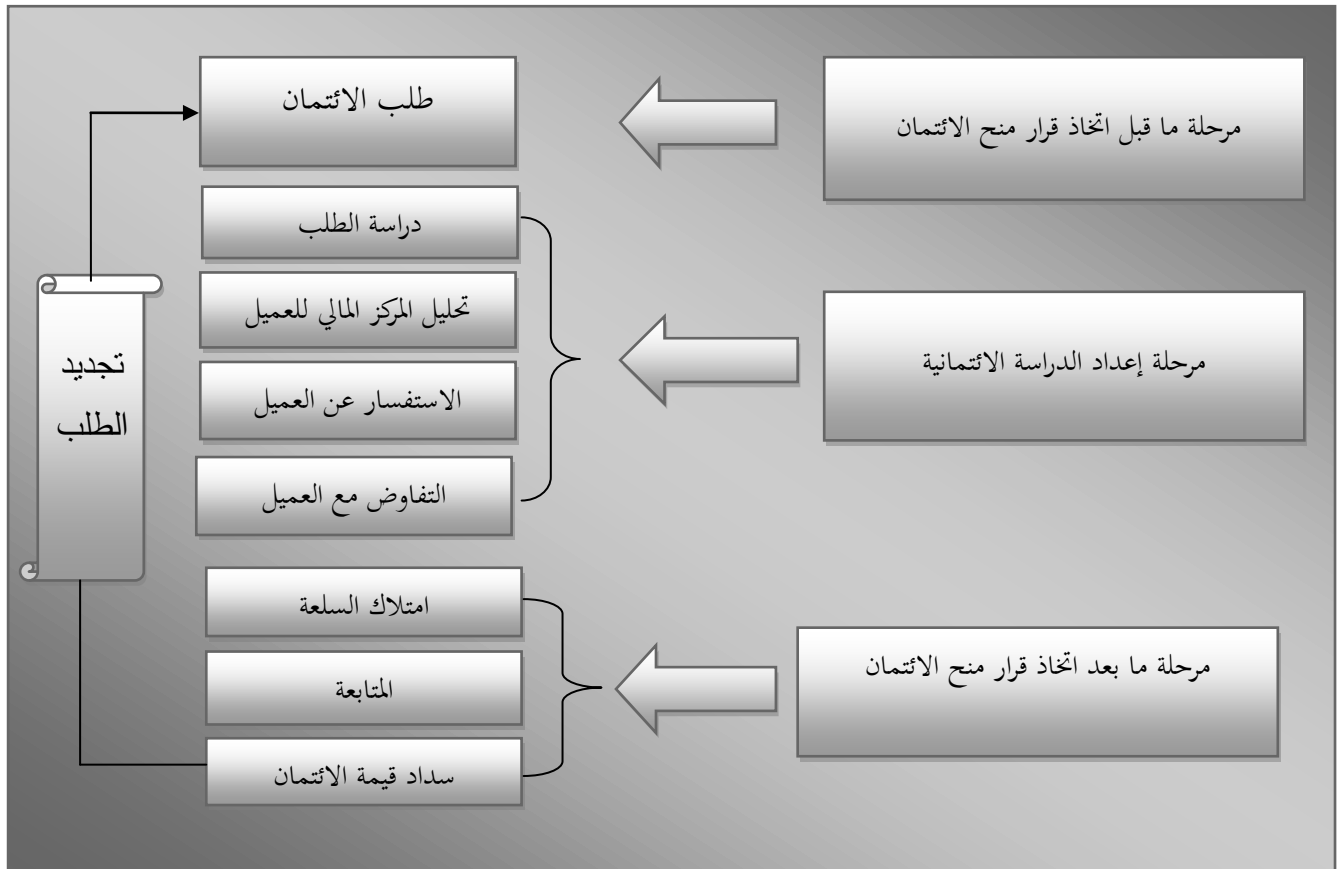 مرحلة ما قبل اتخاذ قرار منح الائتمان
طلب الائتمان
مرحلة إعداد الدراسة الائتمانية
دراسة الطلب
تحليل المركز المالي للعميل
الاستفسار عن العميل
التفاوض مع العميل
مرحلة ما بعد اتخاذ قرار منح الائتمان
امتلاك السلعة
المتابعة
سداد قيمة الائتمان
تجديد
الطلب